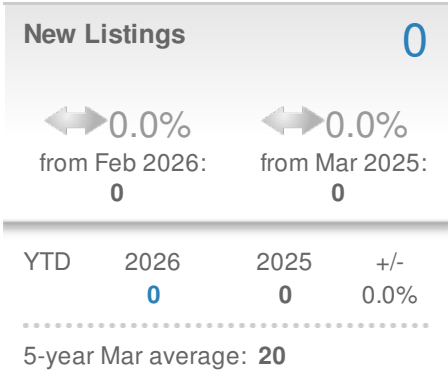 New Listings 0
0.0% 0.0%
from Feb 2026: from Mar 2025:
0 0
YTD 2026 2025 +/-
0 0 0.0%
5-year Mar average: 20